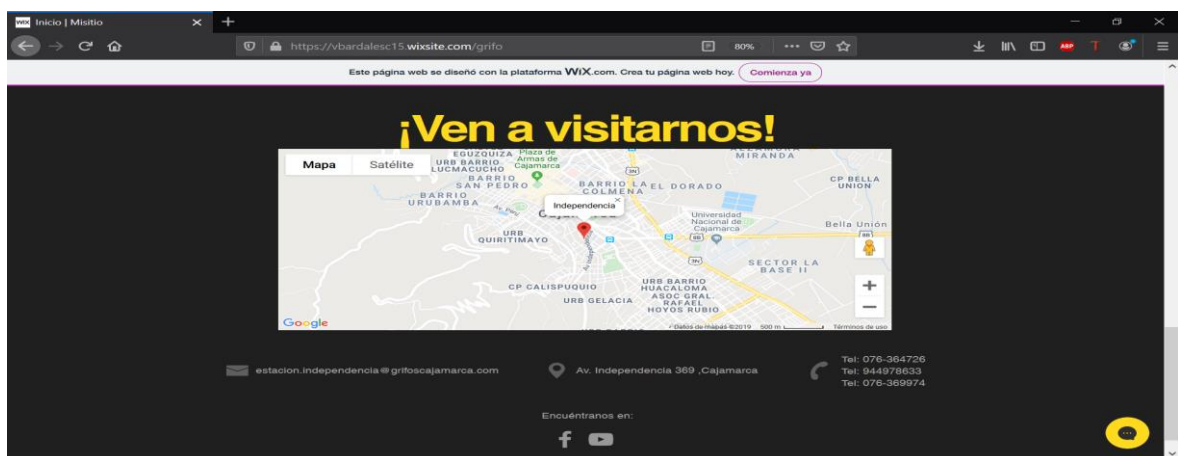 WiX Inicio | Misitio
https://vbardalesc15.wixsite.com/grifo
80%
ABP
Este página web se diseñó con la plataforma WiX.com. Crea tu página web hoy. Comienza ya
¡Ven a visitarnos!
Mapa Satélite
EGUZQUIZA
URB BARRIO
LUCMACUCHO
Plaza de
Armas de
Cajamarca
MIRANDA
BARRIO
SAN PEDRO
BARRIO LA
COLMENA
EL DORADO
CP BELLA
UNION
BARRIO
URUBAMBA
Independencia
Universidad
Nacional de
Cajamarca
Bella Unión
URB
QUIRITIMAYO
SECTOR LA
BASE II
CP CALISPUQUIO
URB BARRIO
HUACALOMA
URB GELACIA
ASOC GRAL.
RAFAEL
HOYOS RUBIO
Google
Datos de mapas ©2019 500 m Términos de uso
estacion.independencia@grifoscajamarca.com
Av. Independencia 369 ,Cajamarca
Tel: 076-364726
Tel: 944978633
Tel: 076-369974
Encuéntranos en: